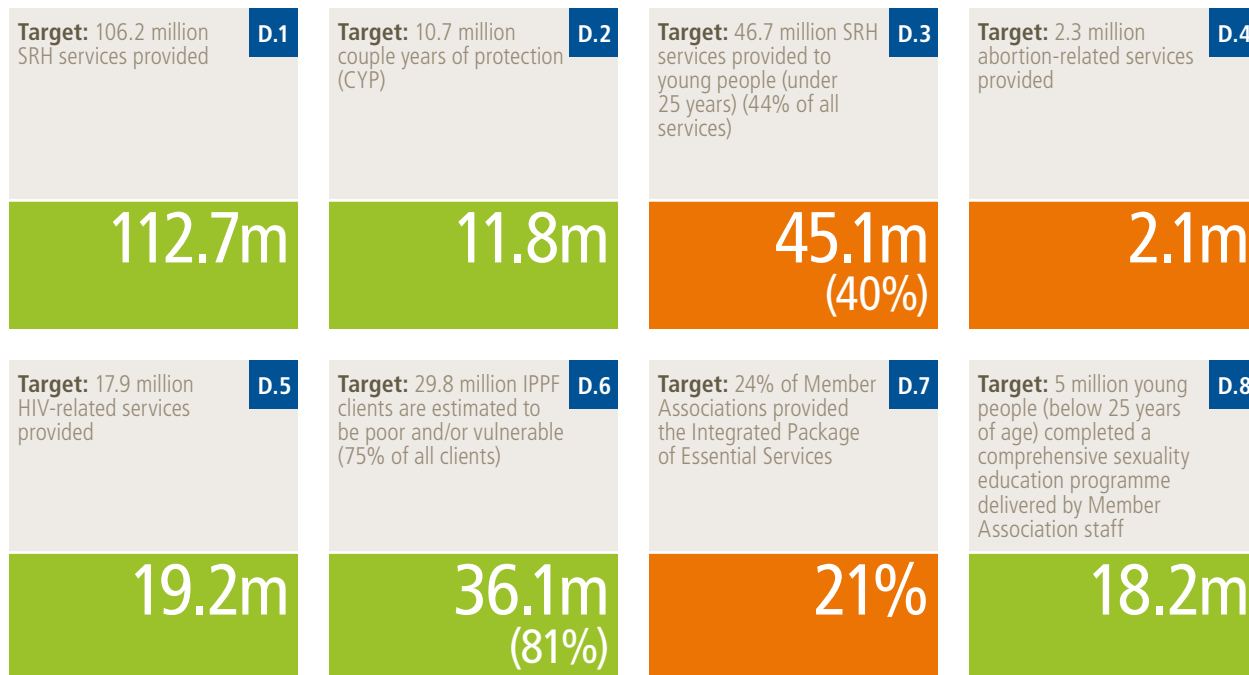 Target: 106.2 million
SRH services provided
D.1
112.7m
Target: 10.7 million
couple years of protection
(CYP)
D.2
11.8m
Target: 46.7 million SRH
services provided to
young people (under
25 years) (44% of all
services)
D.3
45.1m
(40%)
Target: 2.3 million
abortion-related services
provided
D.4
2.1m
Target: 17.9 million
HIV-related services
provided
D.5
19.2m
Target: 29.8 million IPPF
clients are estimated to
be poor and/or vulnerable
(75% of all clients)
D.6
36.1m
(81%)
Target: 24% of Member
Associations provided
the Integrated Package
of Essential Services
D.7
21%
Target: 5 million young
people (below 25 years
of age) completed a
comprehensive sexuality
education programme
delivered by Member
Association staff
D.8
18.2m